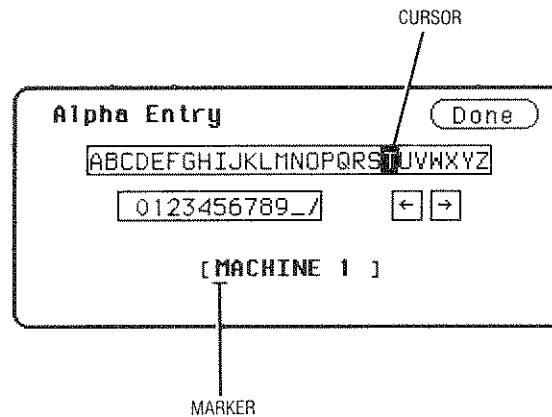 CURSOR
Alpha Entry Done
ABCDEFGHIJKLMNOPQRSTUVWXYZ
0123456789_/ ← →
[MACHINE 1 ]
MARKER